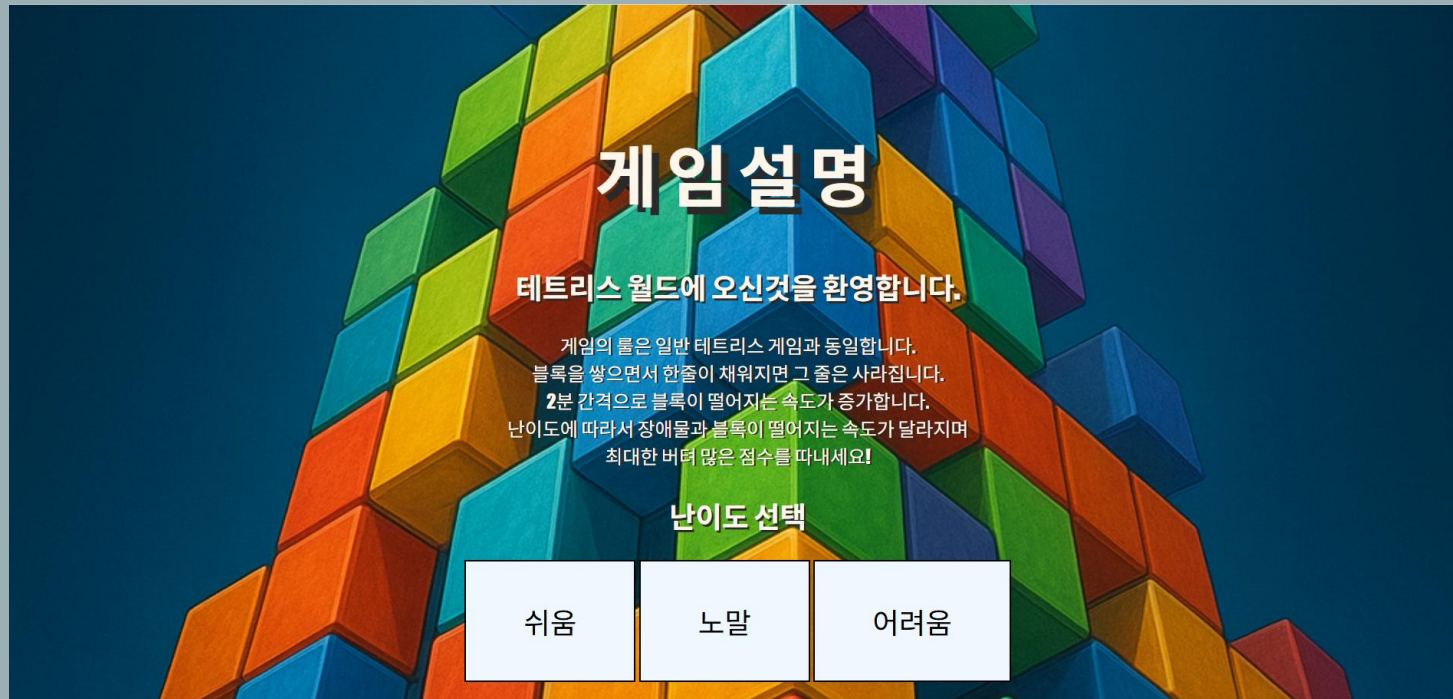 게임설명
테트리스 월드에 오신것을 환영합니다.
게임의 룰은 일반 테트리스 게임과 동일합니다.
블록을 쌓으면서 한줄이 채워지면 그 줄은 사라집니다.
2분 간격으로 블록이 떨어지는 속도가 증가합니다.
난이도에 따라서 장애물과 블록이 떨어지는 속도가 달라지며
최대한 버텨 많은 점수를 따내세요!
난이도 선택
쉬움
노말
어려움